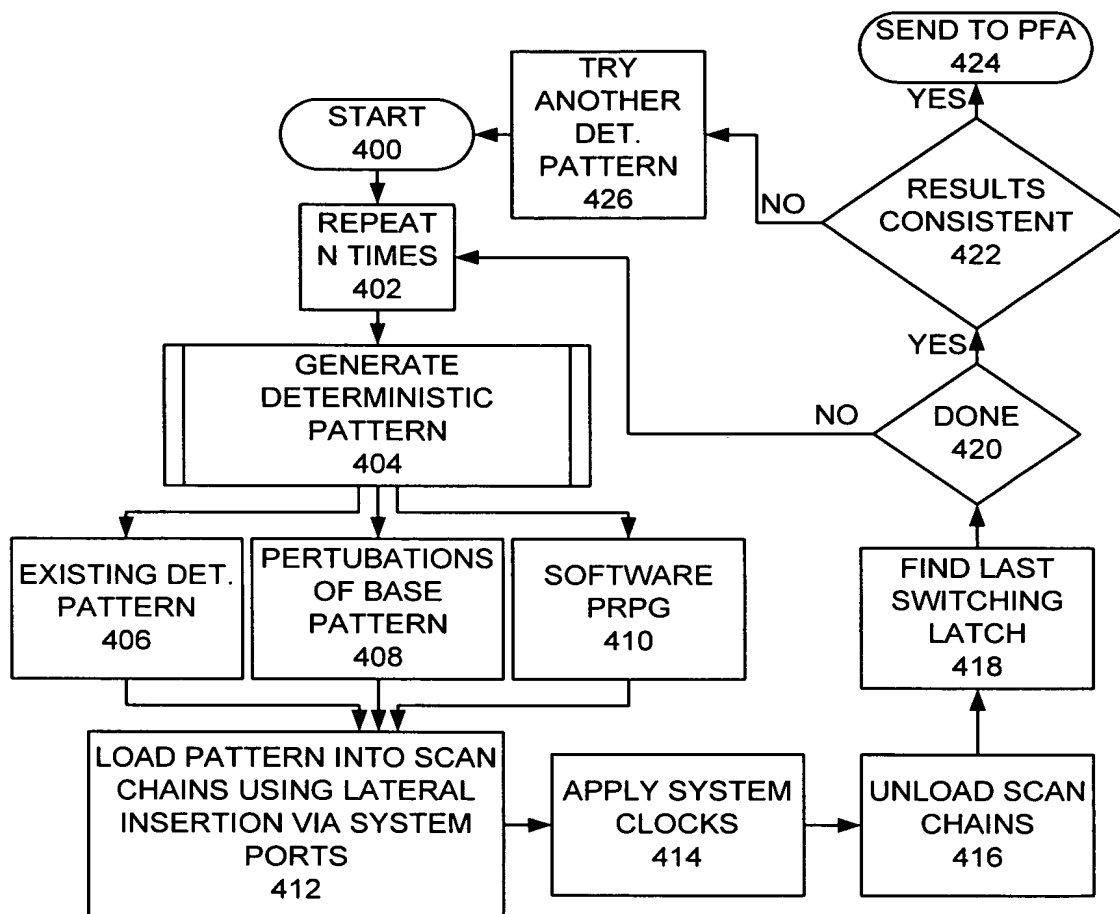 START
400
REPEAT
N TIMES
402
GENERATE
DETERMINISTIC
PATTERN
404
EXISTING DET.
PATTERN
406
PERTUBATIONS
OF BASE
PATTERN
408
SOFTWARE
PRPG
410
LOAD PATTERN INTO SCAN
CHAINS USING LATERAL
INSERTION VIA SYSTEM
PORTS
412
APPLY SYSTEM
CLOCKS
414
UNLOAD SCAN
CHAINS
416
FIND LAST
SWITCHING
LATCH
418
DONE
420
NO
YES
RESULTS
CONSISTENT
422
NO
YES
TRY
ANOTHER
DET.
PATTERN
426
SEND TO PFA
424